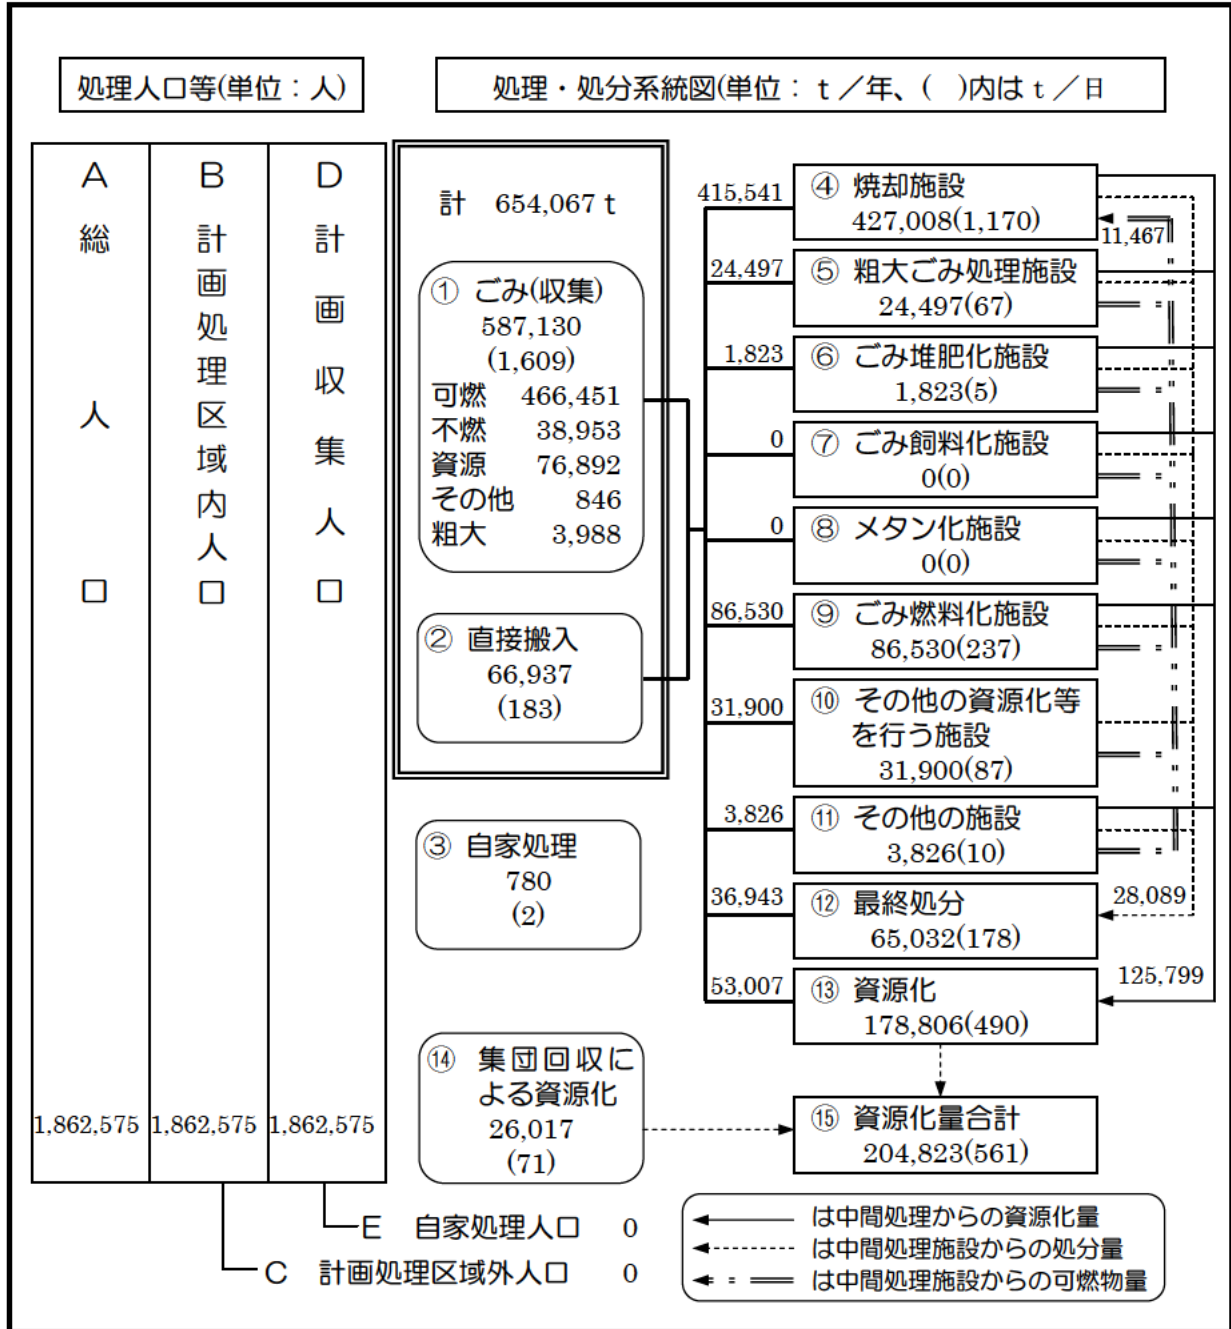 処理人口等(単位：人)
処理・処分系統図(単位：ｔ／年、(　)内はｔ／日
A 総人口
1,862,575
B 計画処理区域内人口
1,862,575
D 計画収集人口
1,862,575
E　自家処理人口　0
C　計画処理区域外人口　0
計　654,067ｔ
① ごみ(収集)
587,130
(1,609)
可燃　466,451
不燃　38,953
資源　76,892
その他　846
粗大　3,988
② 直接搬入
66,937
(183)
③ 自家処理
780
(2)
⑭ 集団回収に
よる資源化
26,017
(71)
415,541
④ 焼却施設
427,008(1,170)
11,467
24,497
⑤ 粗大ごみ処理施設
24,497(67)
1,823
⑥ ごみ堆肥化施設
1,823(5)
0
⑦ ごみ飼料化施設
0(0)
0
⑧ メタン化施設
0(0)
86,530
⑨ ごみ燃料化施設
86,530(237)
31,900
⑩ その他の資源化等
を行う施設
31,900(87)
3,826
⑪ その他の施設
3,826(10)
36,943
⑫ 最終処分
65,032(178)
28,089
53,007
⑬ 資源化
178,806(490)
125,799
⑮ 資源化量合計
204,823(561)
は中間処理からの資源化量
は中間処理施設からの処分量
は中間処理施設からの可燃物量